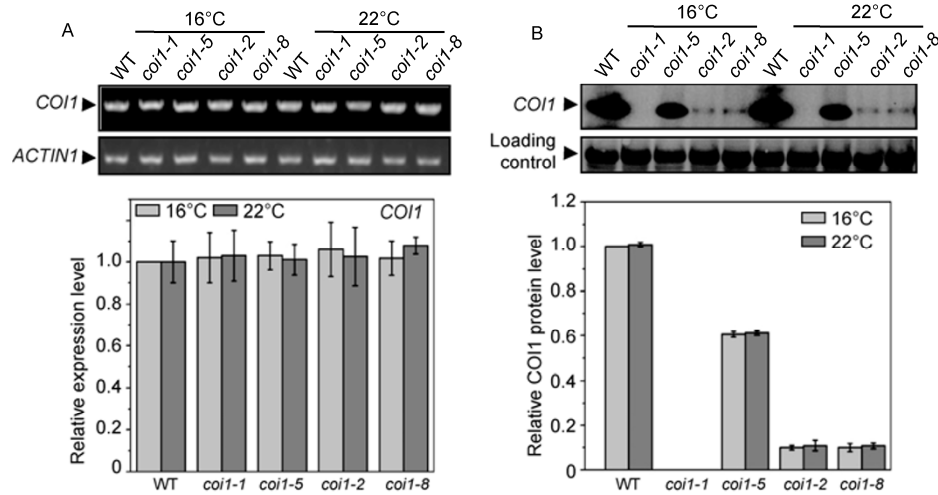 A
16°C 22°C
WT coi1-1 coi1-5 coi1-2 coi1-8 WT coi1-1 coi1-5 coi1-2 coi1-8
COI1
ACTIN1
16°C 22°C COI1
Relative expression level
1.0
0.8
0.6
0.4
0.2
0
WT coi1-1 coi1-5 coi1-2 coi1-8
B
16°C 22°C
WT coi1-1 coi1-5 coi1-2 coi1-8 WT coi1-1 coi1-5 coi1-2 coi1-8
COI1
Loading
control
Relative COI1 protein level
1.2
1.0
0.8
0.6
0.4
0.2
0
16°C
22°C
WT coi1-1 coi1-5 coi1-2 coi1-8